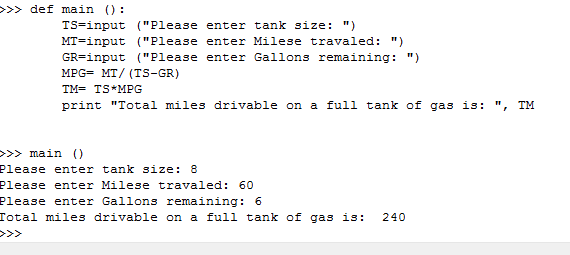 >>> def main ():
TS=input ("Please enter tank size: ")
MT=input ("Please enter Milese travaled: ")
GR=input ("Please enter Gallons remaining: ")
MPG= MT/(TS-GR)
TM= TS*MPG
print "Total miles drivable on a full tank of gas is: ", TM
>>> main ()
Please enter tank size: 8
Please enter Milese travaled: 60
Please enter Gallons remaining: 6
Total miles drivable on a full tank of gas is:  240
>>>